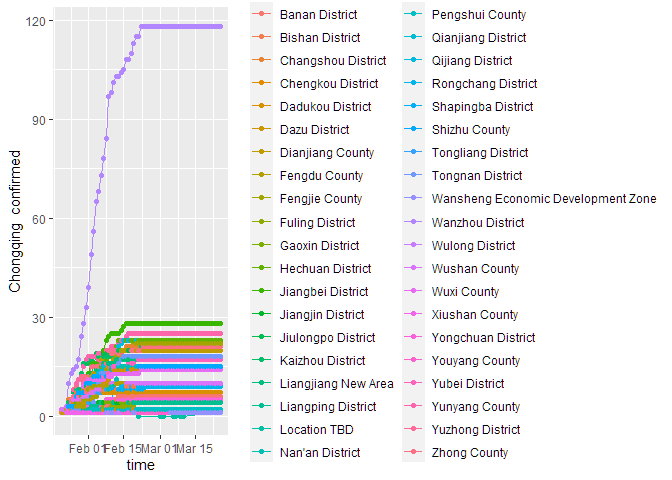 120
90
60
30
0
Chongqing confirmed
Feb 01
Feb 15
Mar 01
Mar 15
time
Banan District
Bishan District
Changshou District
Chengkou District
Dadukou District
Dazu District
Dianjiang County
Fengdu County
Fengjie County
Fuling District
Gaoxin District
Hechuan District
Jiangbei District
Jiangjin District
Jiulongpo District
Kaizhou District
Liangjiang New Area
Liangping District
Location TBD
Nan'an District
Pengshui County
Qianjiang District
Qijiang District
Rongchang District
Shapingba District
Shizhu County
Tongliang District
Tongnan District
Wansheng Economic Development Zone
Wanzhou District
Wulong District
Wushan County
Wuxi County
Xiushan County
Yongchuan District
Youyang County
Yubei District
Yunyang County
Yuzhong District
Zhong County